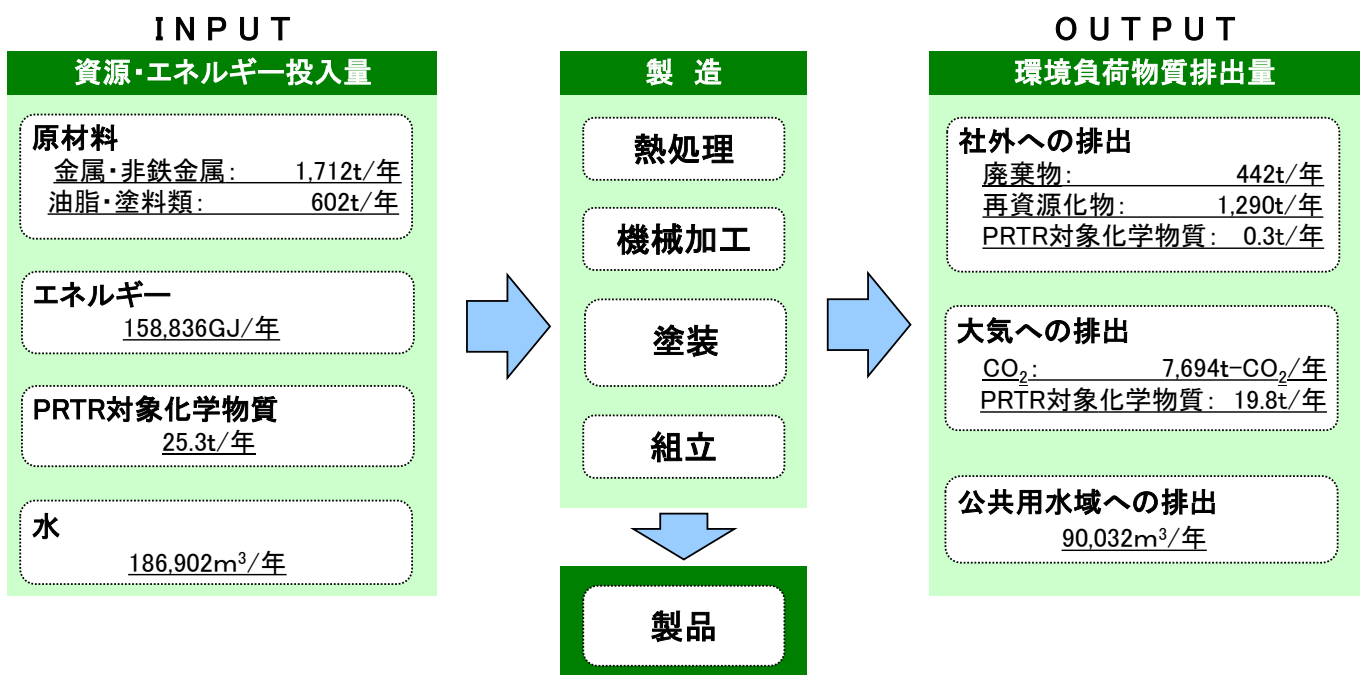 INPUT
資源・エネルギー投入量
原材料
金属・非鉄金属： 1,712t/年
油脂・塗料類： 602t/年
エネルギー
158,836GJ/年
PRTR対象化学物質
25.3t/年
水
186,902m³/年
製 造
熱処理
機械加工
塗装
組立
製品
OUTPUT
環境負荷物質排出量
社外への排出
廃棄物： 442t/年
再資源化物： 1,290t/年
PRTR対象化学物質： 0.3t/年
大気への排出
CO₂： 7,694t-CO₂/年
PRTR対象化学物質： 19.8t/年
公共用水域への排出
90,032m³/年